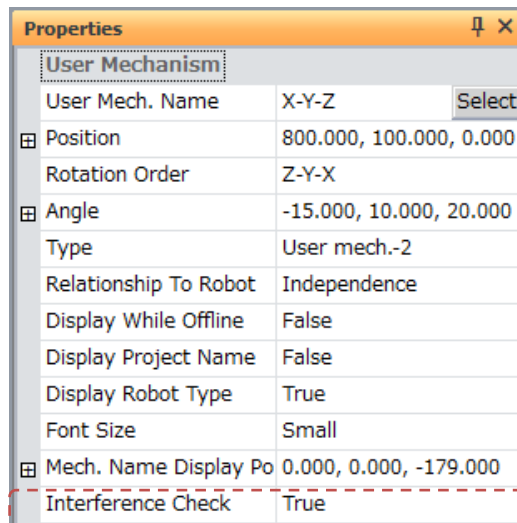 Properties
User Mechanism
User Mech. Name X-Y-Z Select
Position 800.000, 100.000, 0.000
Rotation Order Z-Y-X
Angle -15.000, 10.000, 20.000
Type User mech.-2
Relationship To Robot Independence
Display While Offline False
Display Project Name False
Display Robot Type True
Font Size Small
Mech. Name Display Po 0.000, 0.000, -179.000
Interference Check True